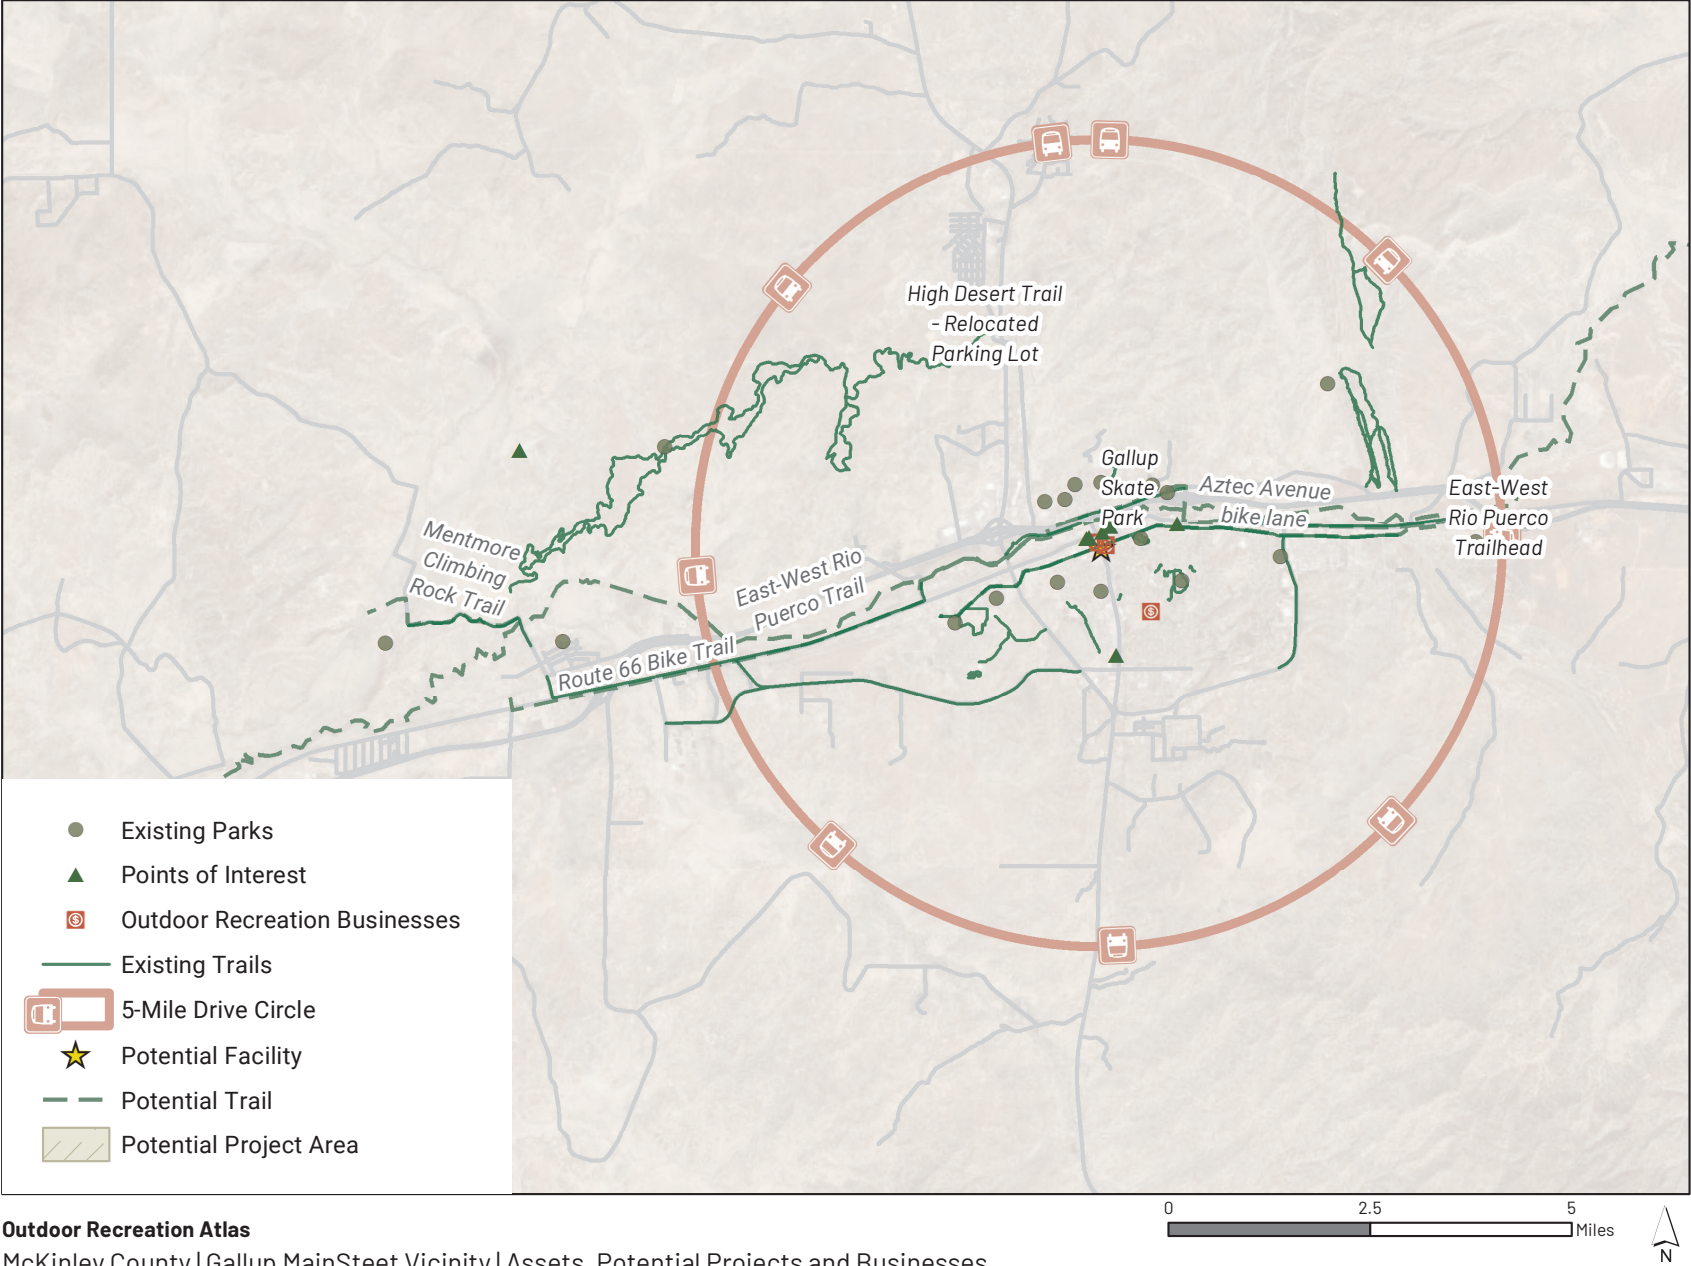 High Desert Trail
- Relocated
Parking Lot
Gallup
Skate
Park
Aztec Avenue
bike lane
East-West
Rio Puerco
Trailhead
Mentmore
Climbing
Rock Trail
East-West Rio
Puerco Trail
Route 66 Bike Trail
Existing Parks
Points of Interest
Outdoor Recreation Businesses
Existing Trails
5-Mile Drive Circle
Potential Facility
Potential Trail
Potential Project Area
0 2.5 5
Miles
N
Outdoor Recreation Atlas
McKinley County | Gallup MainSteet Vicinity | Assets, Potential Projects and Businesses